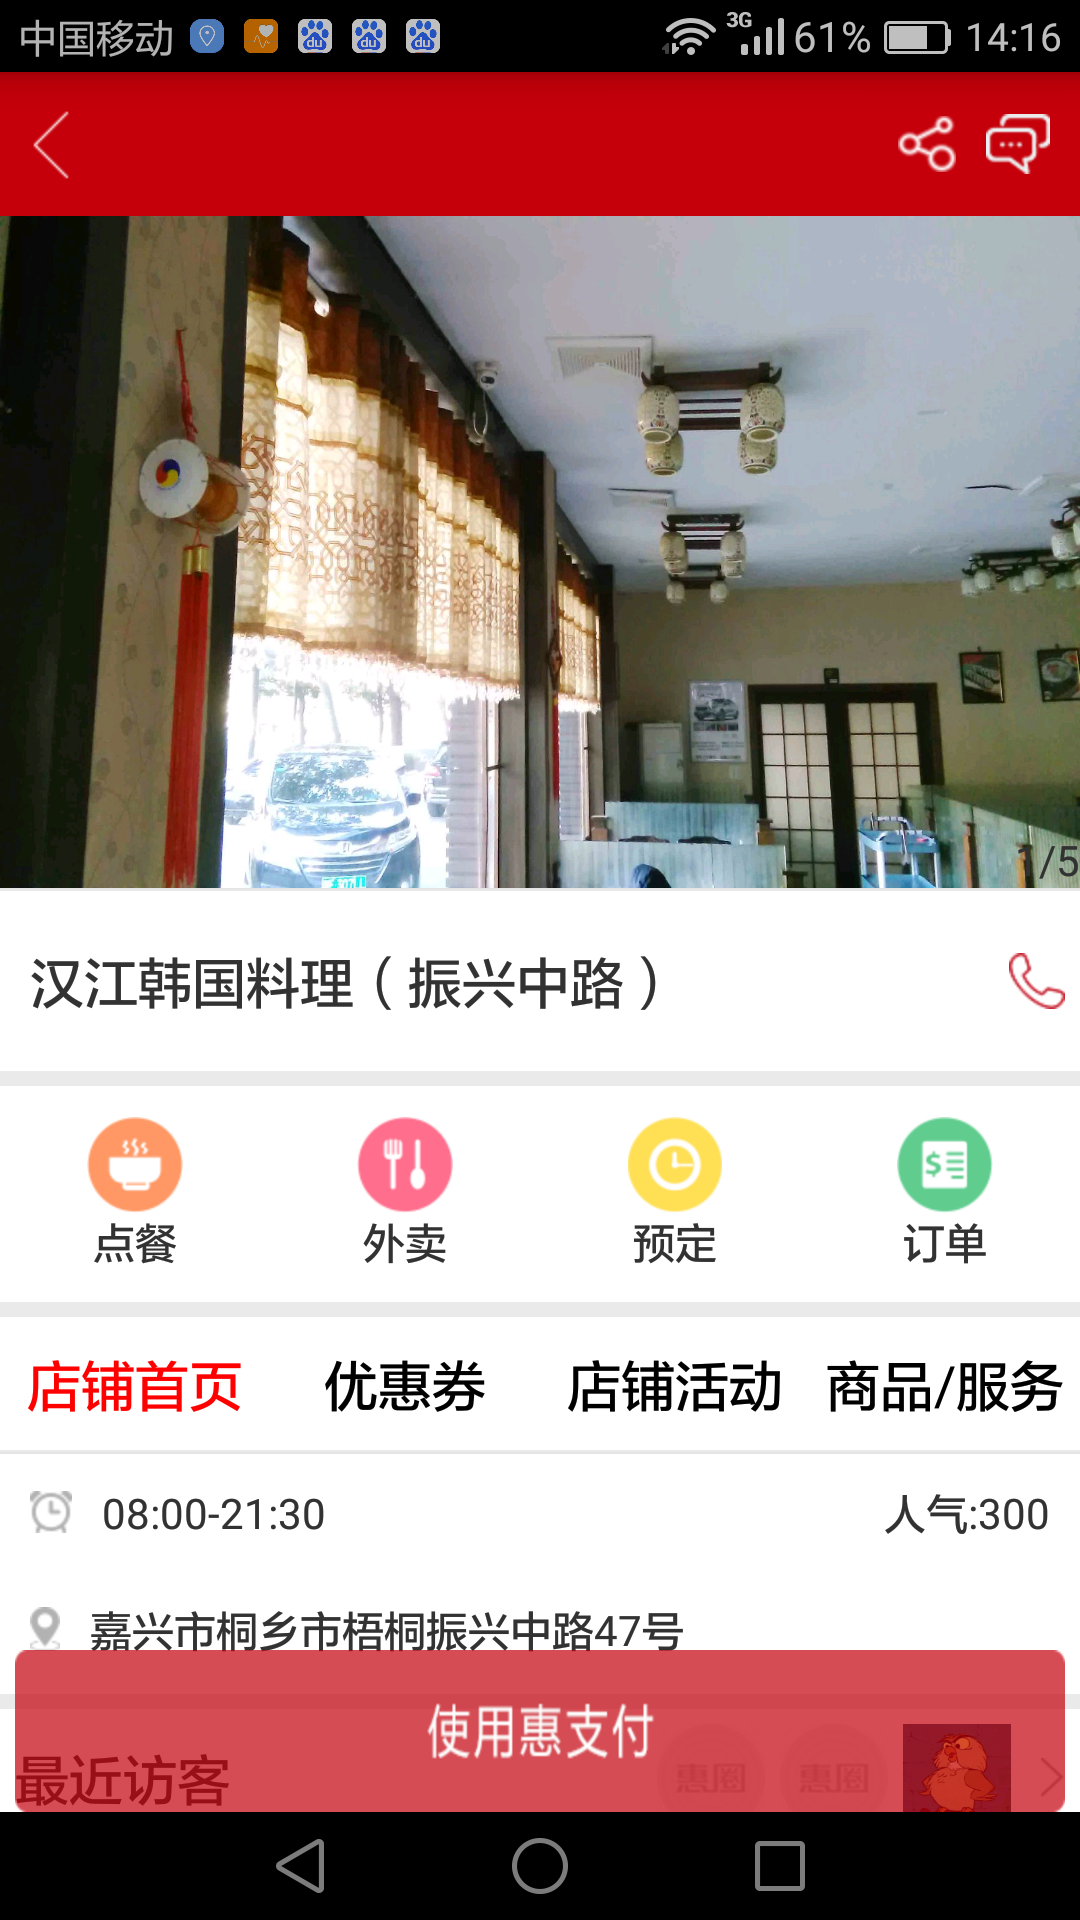 中国移动 3G 61% 14:16
/5
汉江韩国料理（振兴中路）
点餐 外卖 预定 订单
店铺首页 优惠券 店铺活动 商品/服务
08:00-21:30 人气:300
嘉兴市桐乡市梧桐振兴中路47号
使用惠支付
最近访客 惠圈 惠圈